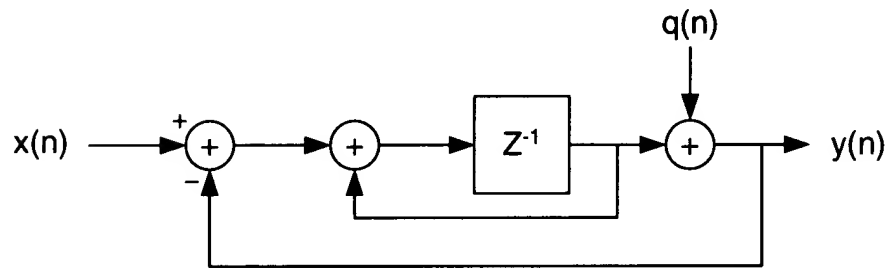 q(n)
x(n)
+
−
+
+
Z⁻¹
+
y(n)